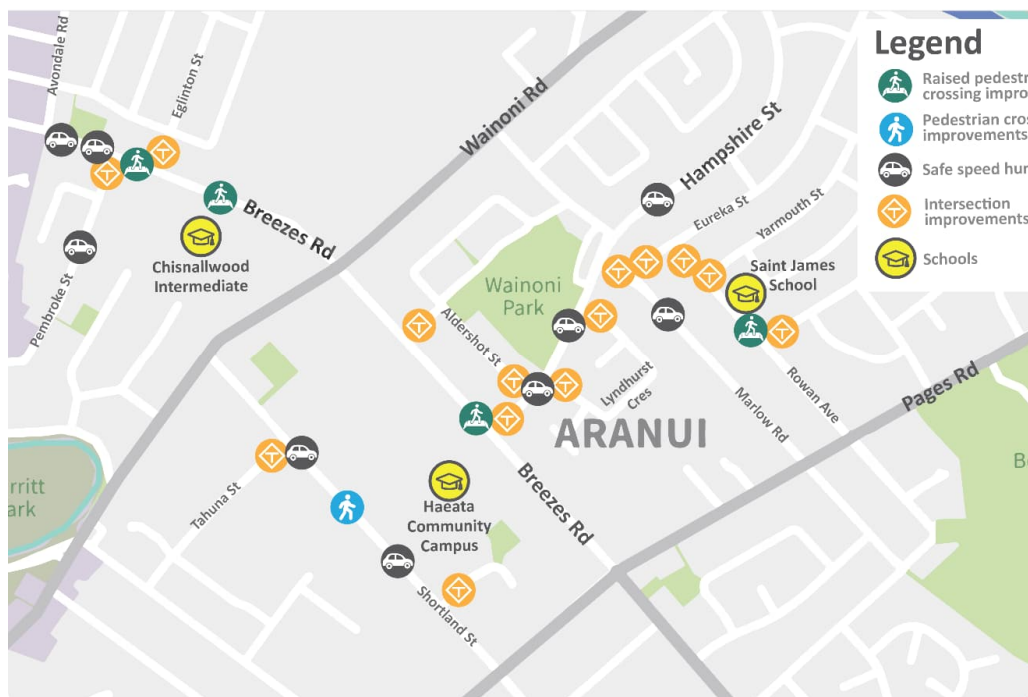 Avondale Rd
Eglinton St
Wainoni Rd
Hampshire St
Legend
Raised pedestri
crossing impro
Pedestrian cros
improvements
Safe speed hum
Intersection
improvements
Schools
Breezes Rd
Chisnallwood
Intermediate
Pembroke St
Eureka St
Yarmouth St
Saint James
School
Wainoni
Park
Aldershot St
Lyndhurst
Cres
Marlow Rd
Rowan Ave
Pages Rd
ARANUI
Breezes Rd
Tahuna St
Haeata
Community
Campus
Shortland St
rritt
ark
Be